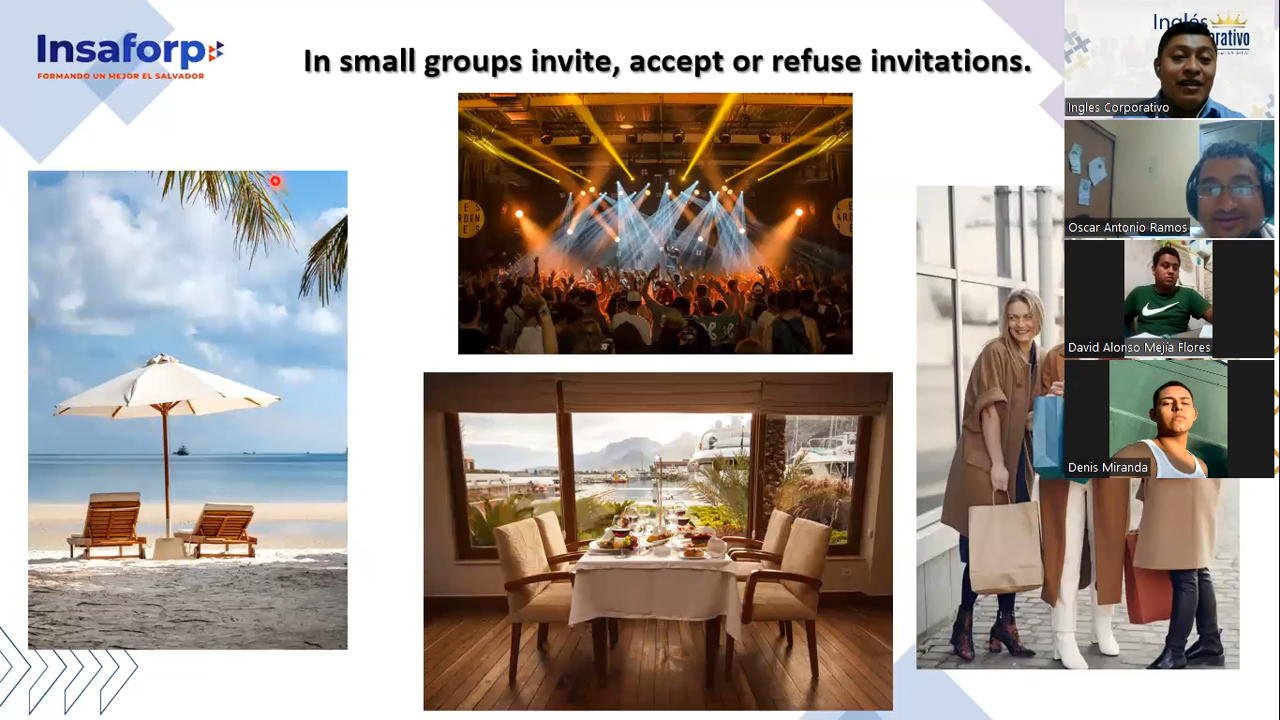 Insaforp
FORMANDO UN MEJOR EL SALVADOR
In small groups invite, accept or refuse invitations.
Inglés
orativo
Ingles Corporativo
Oscar Antonio Ramos
David Alonso Mejía Flores
Denis Miranda